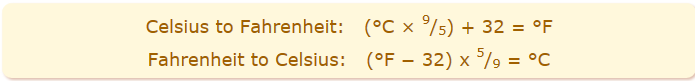 Celsius to Fahrenheit: (°C × ⁹/₅) + 32 = °F
Fahrenheit to Celsius: (°F − 32) x ⁵/₉ = °C